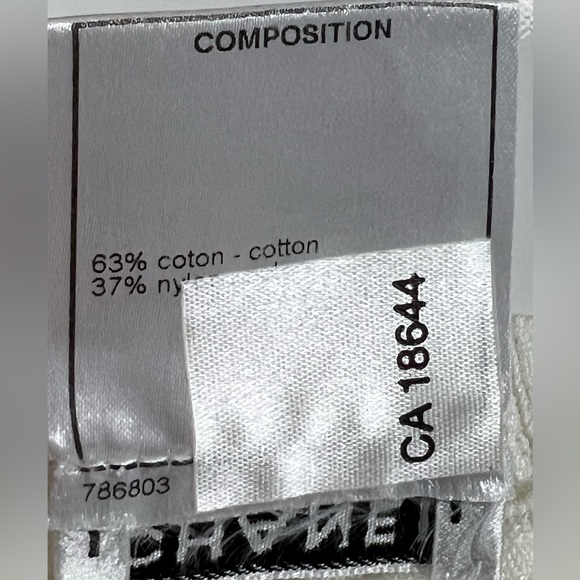 COMPOSITION
63% coton - cotton
37%
CA 18644
786803